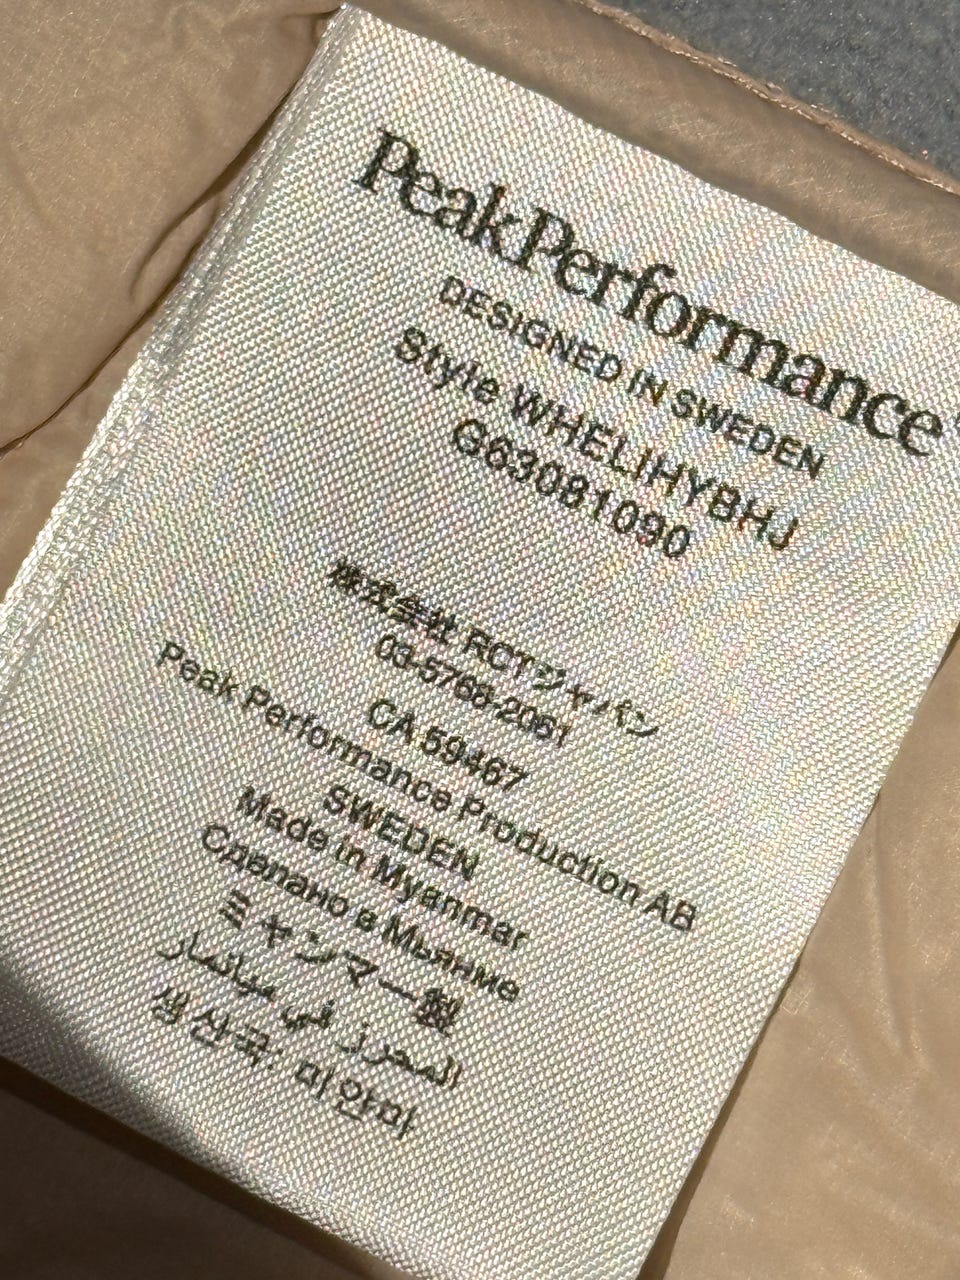 PeakPerformance
DESIGNED IN SWEDEN
Style WHELIHYBHJ
G63081090
株式会社 RCTジャパン
03-5768-2061
CA 59467
Peak Performance Production AB
SWEDEN
Made in Myanmar
Сделано в Мьянме
ミャンマー製
المحرز في ميانمار
생산국: 미얀마